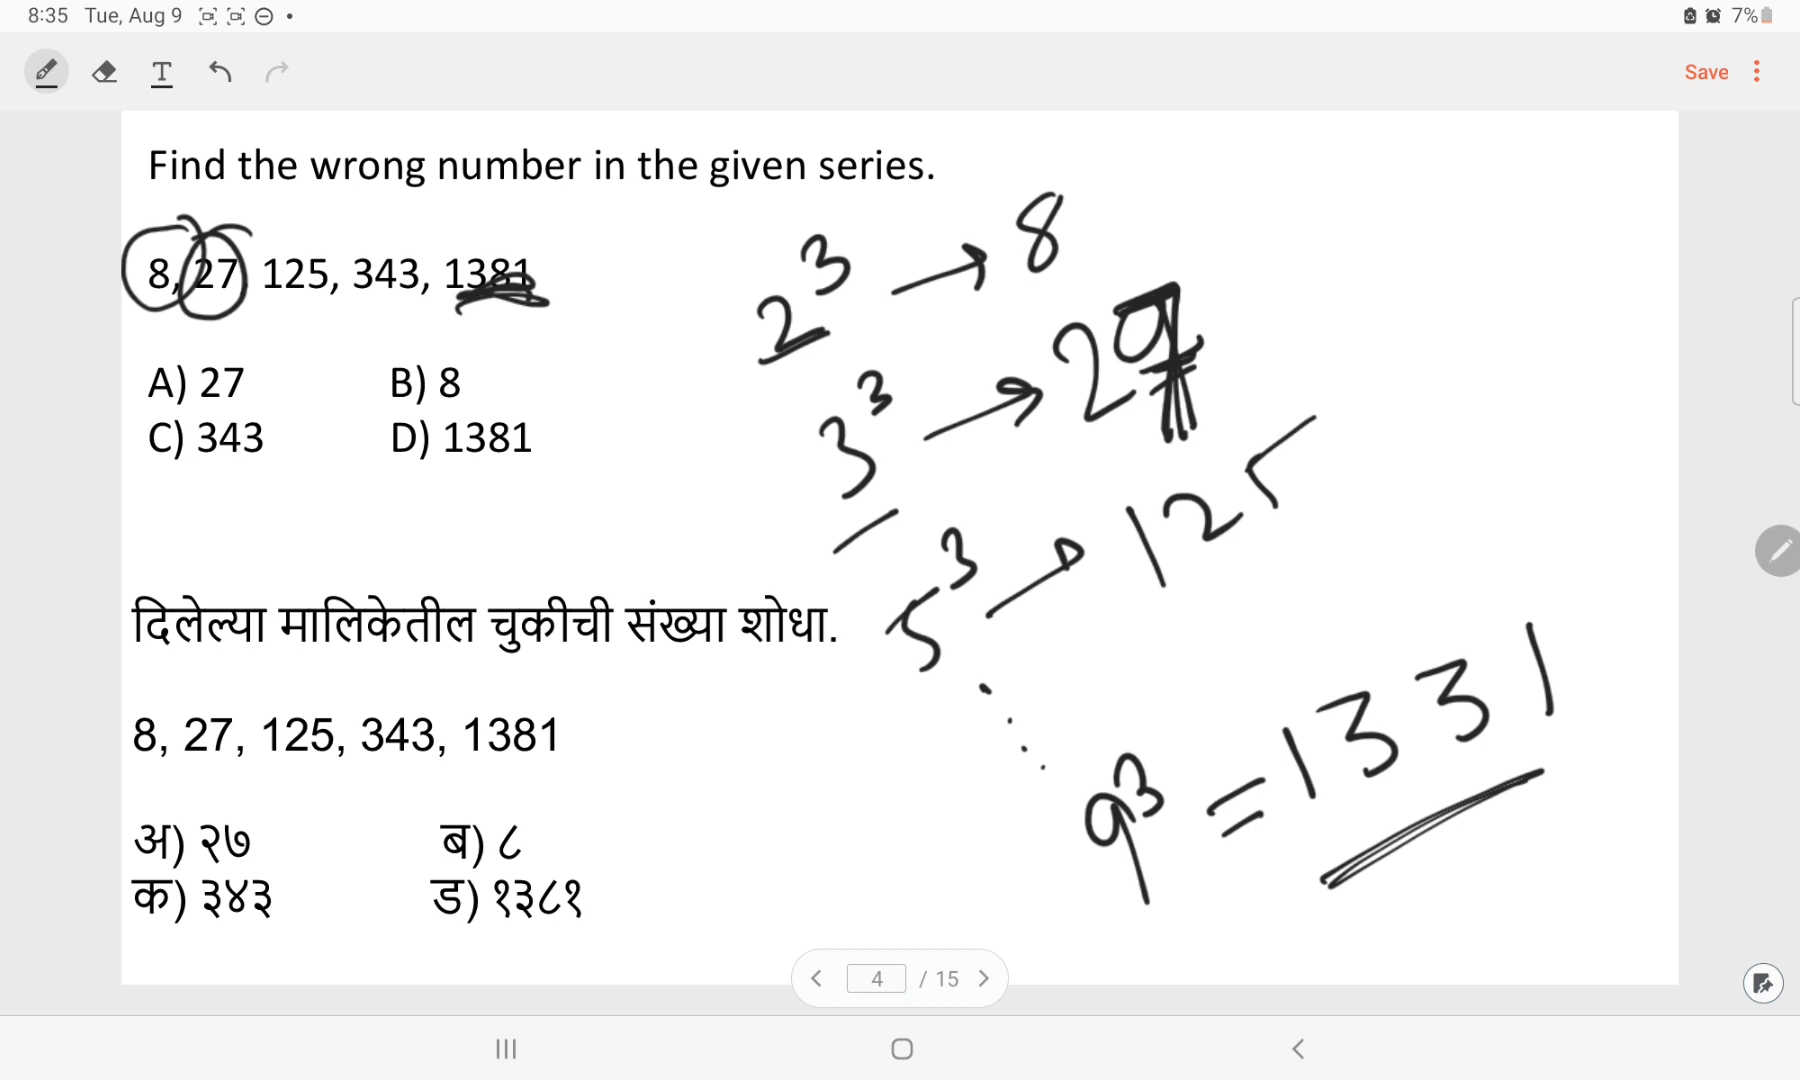 8:35 Tue, Aug 9
7%
T
Save
Find the wrong number in the given series.
8, 27, 125, 343, 1381
A) 27 B) 8
C) 343 D) 1381
2³ → 8
3³ → 27
5³ → 125
9³ = 1331
दिलेल्या मालिकेतील चुकीची संख्या शोधा.
8, 27, 125, 343, 1381
अ) २७ ब) ८
क) ३४३ ड) १३८१
4 / 15